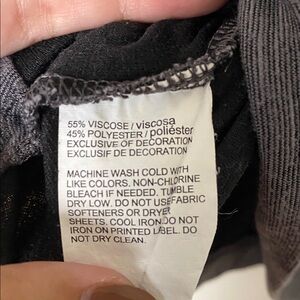 55% VISCOSE / viscosa
45% POLYESTER / poliéster
EXCLUSIVE OF DECORATION
EXCLUSIF DE DECORATION
MACHINE WASH COLD WITH
LIKE COLORS. NON-CHLORINE
BLEACH IF NEEDED. TUMBLE
DRY LOW. DO NOT USE FABRIC
SOFTENERS OR DRYER
SHEETS. COOL IRON.DO NOT
IRON ON PRINTED LABEL. DO
NOT DRY CLEAN.